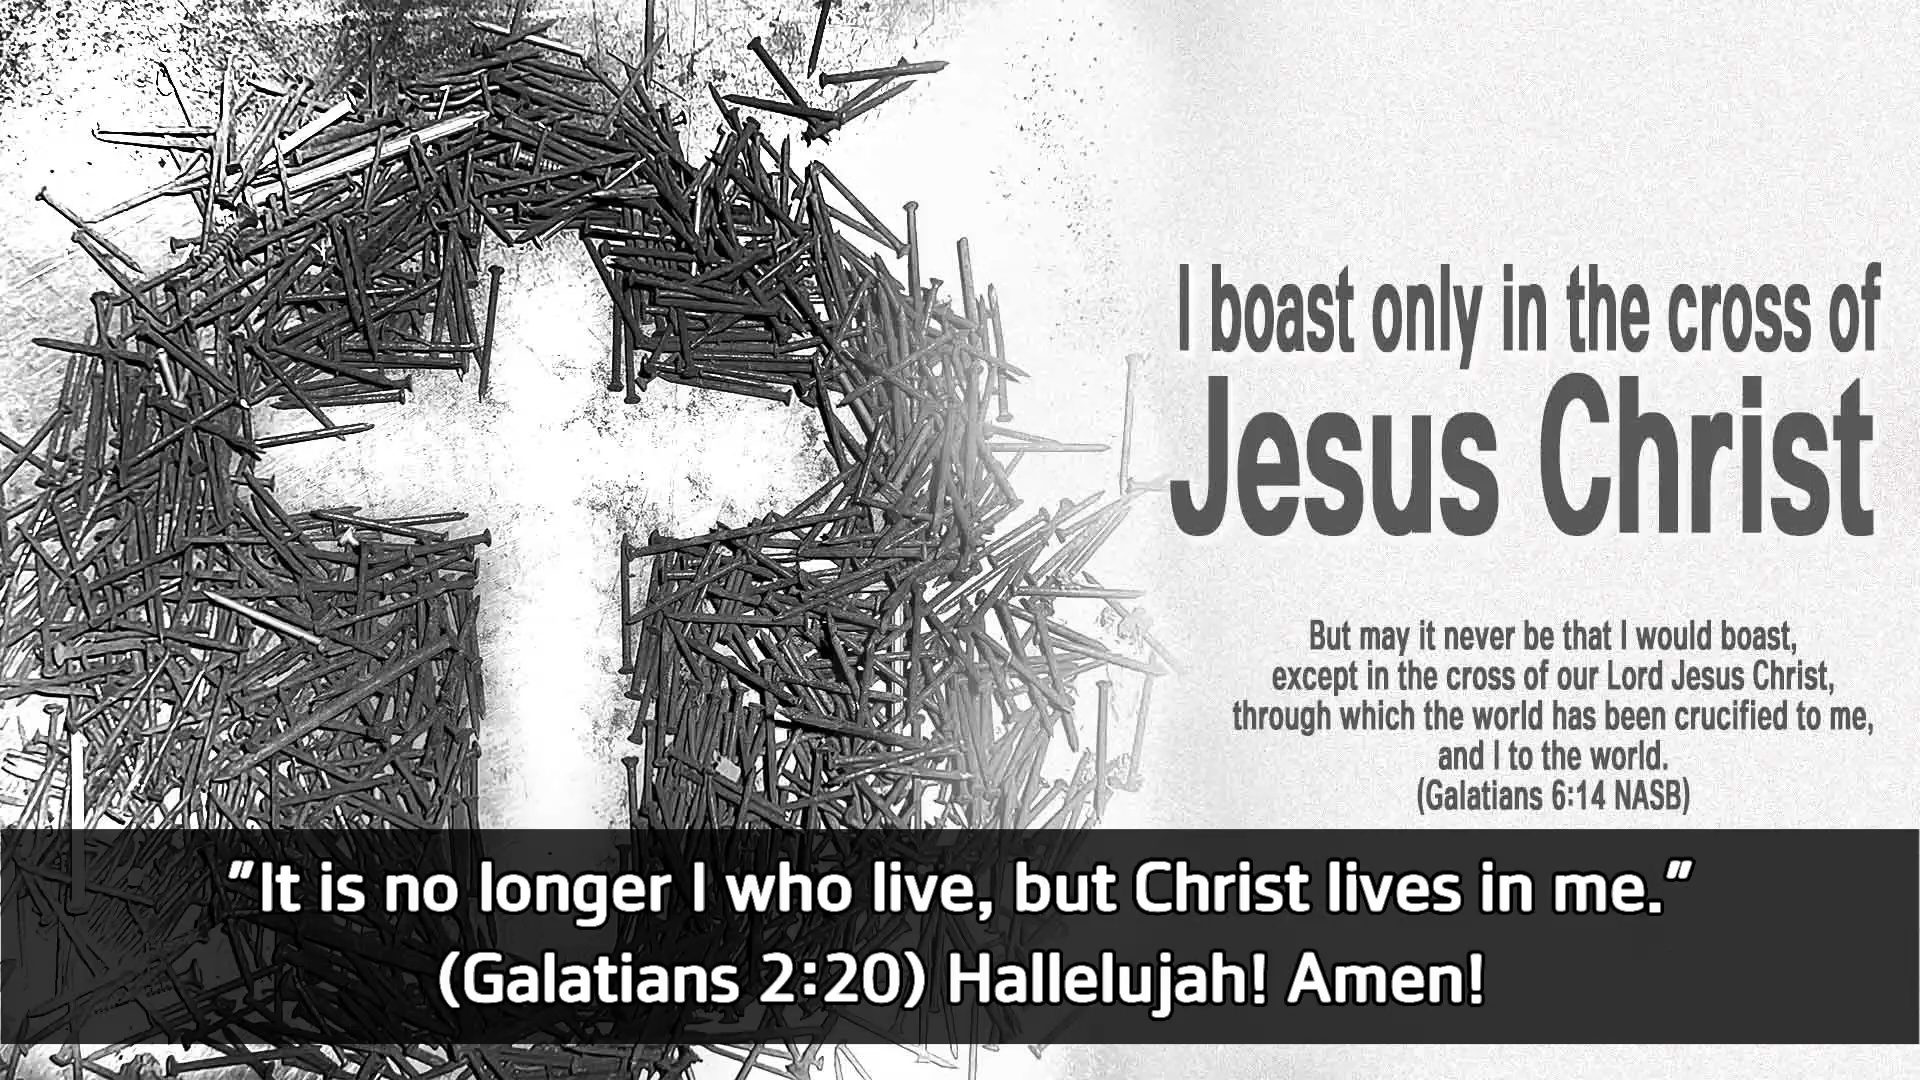 I boast only in the cross of
Jesus Christ
But may it never be that I would boast,
except in the cross of our Lord Jesus Christ,
through which the world has been crucified to me,
and I to the world.
(Galatians 6:14 NASB)
"It is no longer I who live, but Christ lives in me."
(Galatians 2:20) Hallelujah! Amen!